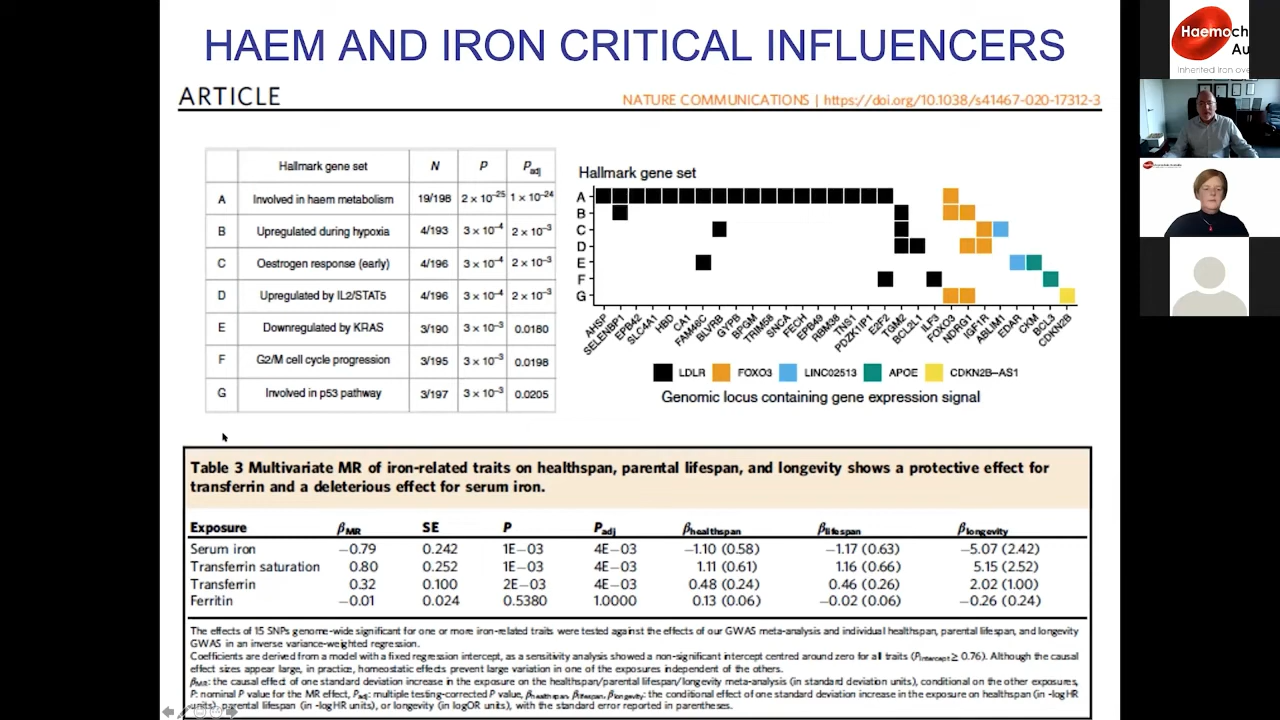 HAEM AND IRON CRITICAL INFLUENCERS
ARTICLE
NATURE COMMUNICATIONS | https://doi.org/10.1038/s41467-020-17312-3
Hallmark gene set N P Padj
A Involved in haem metabolism 19/198 2 × 10−25 1 × 10−24
B Upregulated during hypoxia 4/193 3 × 10−4 2 × 10−3
C Oestrogen response (early) 4/196 3 × 10−4 2 × 10−3
D Upregulated by IL2/STAT5 4/196 3 × 10−4 2 × 10−3
E Downregulated by KRAS 3/190 3 × 10−3 0.0180
F G2/M cell cycle progression 3/195 3 × 10−3 0.0198
G Involved in p53 pathway 3/197 3 × 10−3 0.0205
Hallmark gene set
A
B
C
D
E
F
G
AHSP SELENBP1 EPB42 SLC4A1 HBD CA1 FAM46C BLVRB GYPB BPGM TRIM58 SNCA FECH EPB49 RBM38 TNS1 PDZK1IP1 E2F2 TGM2 BCL2L1 ILF3 FOXO3 NDRG1 IGF1R ABLIM1 EDAR CKM BCL3 CDKN2B
LDLR FOXO3 LINC02513 APOE CDKN2B–AS1
Genomic locus containing gene expression signal
Table 3 Multivariate MR of iron-related traits on healthspan, parental lifespan, and longevity shows a protective effect for
transferrin and a deleterious effect for serum iron.
Exposure βMR SE P Padj βhealthspan βlifespan βlongevity
Serum iron −0.79 0.242 1E−03 4E−03 −1.10 (0.58) −1.17 (0.63) −5.07 (2.42)
Transferrin saturation 0.80 0.252 1E−03 4E−03 1.11 (0.61) 1.16 (0.66) 5.15 (2.52)
Transferrin 0.32 0.100 2E−03 4E−03 0.48 (0.24) 0.46 (0.26) 2.02 (1.00)
Ferritin −0.01 0.024 0.5380 1.0000 0.13 (0.06) −0.02 (0.06) −0.26 (0.24)
The effects of 15 SNPs genome-wide significant for one or more iron-related traits were tested against the effects of our GWAS meta-analysis and individual healthspan, parental lifespan, and longevity
GWAS in an inverse variance-weighted regression.
Coefficients are derived from a model with a fixed regression intercept, as a sensitivity analysis showed a non-significant intercept centred around zero for all traits (Pintercept ≥ 0.76). Although the causal
effect sizes appear large, in practice, homeostatic effects prevent large variation in one of the exposures independent of the others.
βMR: the causal effect of one standard deviation increase in the exposure on the healthspan/parental lifespan/longevity meta-analysis (in standard deviation units), conditional on the other exposures,
P: nominal P value for the MR effect, Padj: multiple testing-corrected P value, βhealthspan, βlifespan, βlongevity: the conditional effect of one standard deviation increase in the exposure on healthspan (in -logHR
units), parental lifespan (in -logHR units), or longevity (in logOR units), with the standard error reported in parentheses.
Haemoch
Au
Inherited iron ove